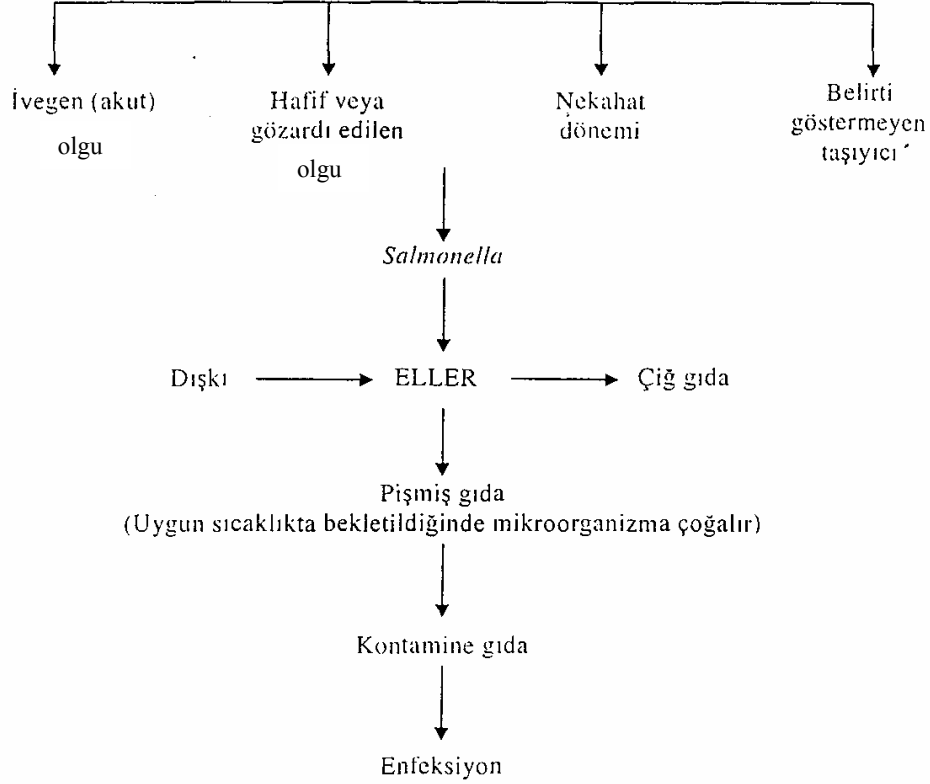 İvegen (akut)
olgu
Hafif veya
gözardı edilen
olgu
Nekahat
dönemi
Belirti
göstermeyen
taşıyıcı
Salmonella
Dışkı ELLER Çiğ gıda
Pişmiş gıda
(Uygun sıcaklıkta bekletildiğinde mikroorganizma çoğalır)
Kontamine gıda
Enfeksiyon